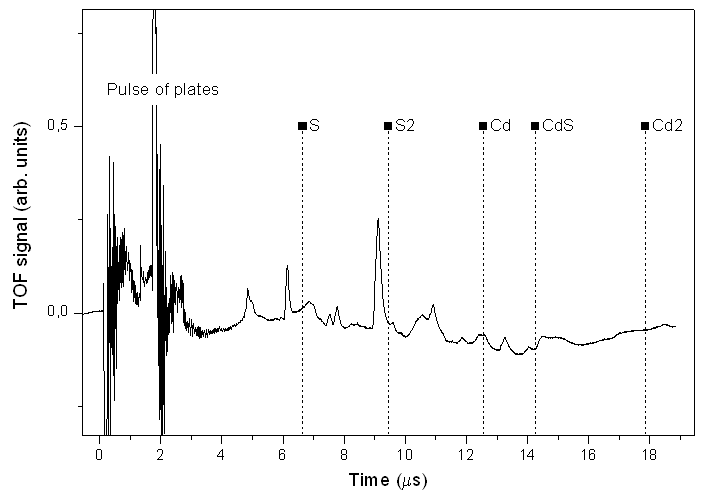 Pulse of plates
S
S2
Cd
CdS
Cd2
0,5
0,0
TOF signal (arb. units)
0 2 4 6 8 10 12 14 16 18
Time (μs)